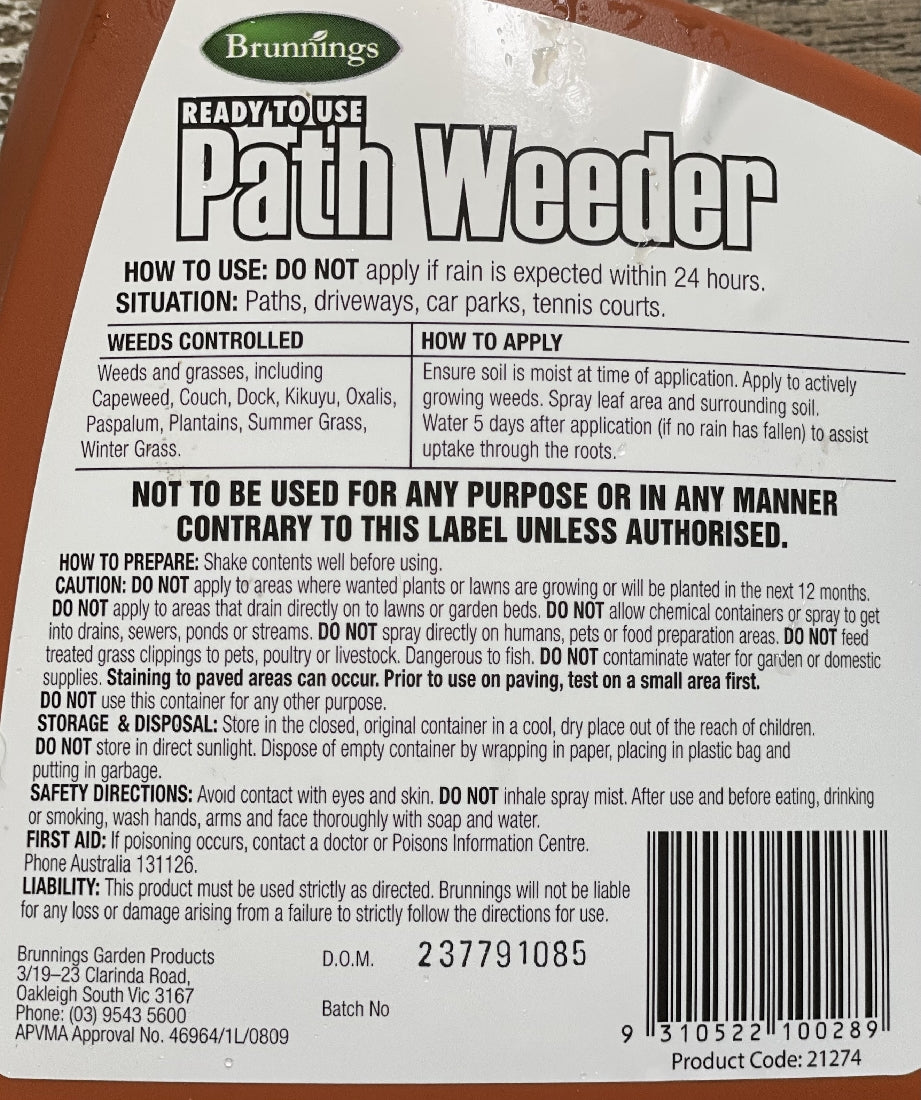 Brunnings
READY TO USE
Path Weeder
HOW TO USE: DO NOT apply if rain is expected within 24 hours.
SITUATION: Paths, driveways, car parks, tennis courts.
WEEDS CONTROLLED
Weeds and grasses, including
Capeweed, Couch, Dock, Kikuyu, Oxalis,
Paspalum, Plantains, Summer Grass,
Winter Grass.
HOW TO APPLY
Ensure soil is moist at time of application. Apply to actively
growing weeds. Spray leaf area and surrounding soil.
Water 5 days after application (if no rain has fallen) to assist
uptake through the roots.
NOT TO BE USED FOR ANY PURPOSE OR IN ANY MANNER
CONTRARY TO THIS LABEL UNLESS AUTHORISED.
HOW TO PREPARE: Shake contents well before using.
CAUTION: DO NOT apply to areas where wanted plants or lawns are growing or will be planted in the next 12 months.
DO NOT apply to areas that drain directly on to lawns or garden beds. DO NOT allow chemical containers or spray to get
into drains, sewers, ponds or streams. DO NOT spray directly on humans, pets or food preparation areas. DO NOT feed
treated grass clippings to pets, poultry or livestock. Dangerous to fish. DO NOT contaminate water for garden or domestic
supplies. Staining to paved areas can occur. Prior to use on paving, test on a small area first.
DO NOT use this container for any other purpose.
STORAGE & DISPOSAL: Store in the closed, original container in a cool, dry place out of the reach of children.
DO NOT store in direct sunlight. Dispose of empty container by wrapping in paper, placing in plastic bag and
putting in garbage.
SAFETY DIRECTIONS: Avoid contact with eyes and skin. DO NOT inhale spray mist. After use and before eating, drinking
or smoking, wash hands, arms and face thoroughly with soap and water.
FIRST AID: If poisoning occurs, contact a doctor or Poisons Information Centre.
Phone Australia 131126.
LIABILITY: This product must be used strictly as directed. Brunnings will not be liable
for any loss or damage arising from a failure to strictly follow the directions for use.
Brunnings Garden Products
3/19–23 Clarinda Road,
Oakleigh South Vic 3167
Phone: (03) 9543 5600
APVMA Approval No. 46964/1L/0809
D.O.M. 237791085
Batch No
9 310522 100289
Product Code: 21274